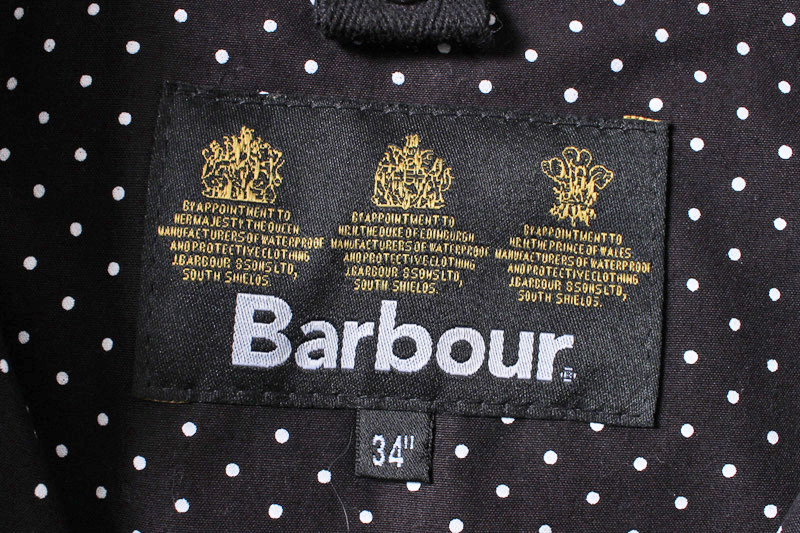 BY APPOINTMENT TO
HER MAJESTY THE QUEEN
MANUFACTURERS OF WATERPROOF
AND PROTECTIVE CLOTHING
J.BARBOUR & SONS LTD,
SOUTH SHIELDS.
BY APPOINTMENT TO
H.R.H. THE DUKE OF EDINBURGH
MANUFACTURERS OF WATERPROOF
AND PROTECTIVE CLOTHING
J.BARBOUR & SONS LTD,
SOUTH SHIELDS.
BY APPOINTMENT TO
H.R.H. THE PRINCE OF WALES
MANUFACTURERS OF WATERPROOF
AND PROTECTIVE CLOTHING
J.BARBOUR & SONS LTD,
SOUTH SHIELDS.
Barbour
34"